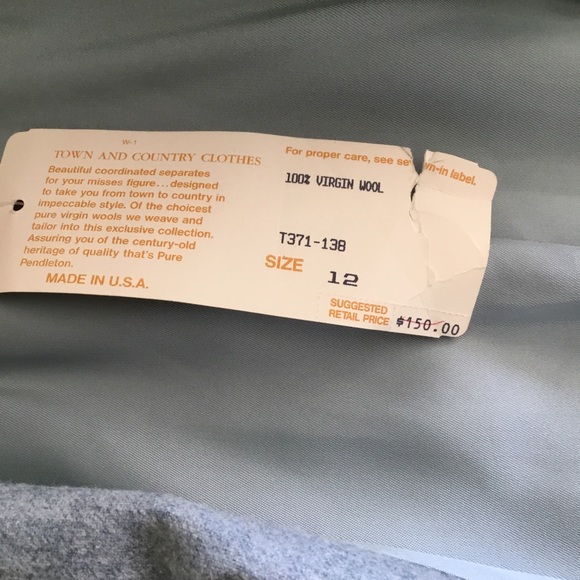 W-1
TOWN AND COUNTRY CLOTHES
Beautiful coordinated separates
for your misses figure...designed
to take you from town to country in
impeccable style. Of the choicest
pure virgin wools we weave and
tailor into this exclusive collection.
Assuring you of the century-old
heritage of quality that's Pure
Pendleton.
MADE IN U.S.A.
For proper care, see se wn-in label.
100% VIRGIN WOOL
T371-138
SIZE 12
SUGGESTED
RETAIL PRICE $150.00